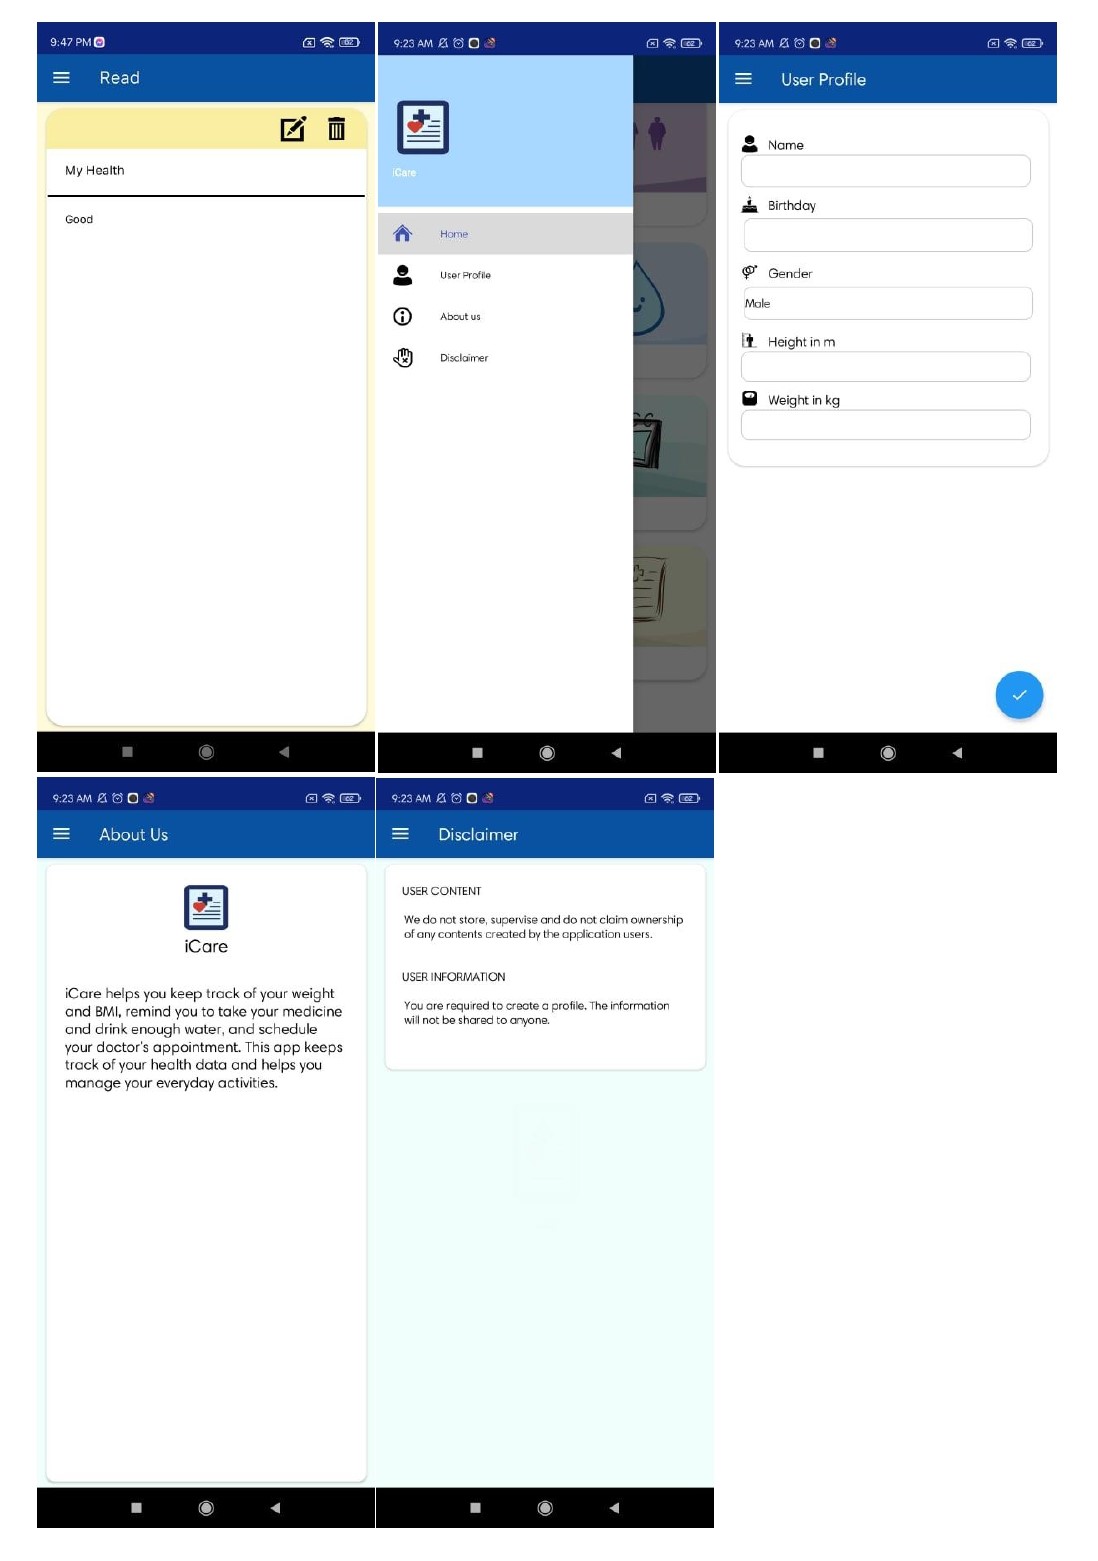 9:47 PM
Read
My Health
Good
9:23 AM
iCare
Home
User Profile
About us
Disclaimer
9:23 AM
User Profile
Name
Birthday
Gender
Male
Height in m
Weight in kg
9:23 AM
About Us
iCare
iCare helps you keep track of your weight
and BMI, remind you to take your medicine
and drink enough water, and schedule
your doctor's appointment. This app keeps
track of your health data and helps you
manage your everyday activities.
9:23 AM
Disclaimer
USER CONTENT
We do not store, supervise and do not claim ownership
of any contents created by the application users.
USER INFORMATION
You are required to create a profile. The information
will not be shared to anyone.